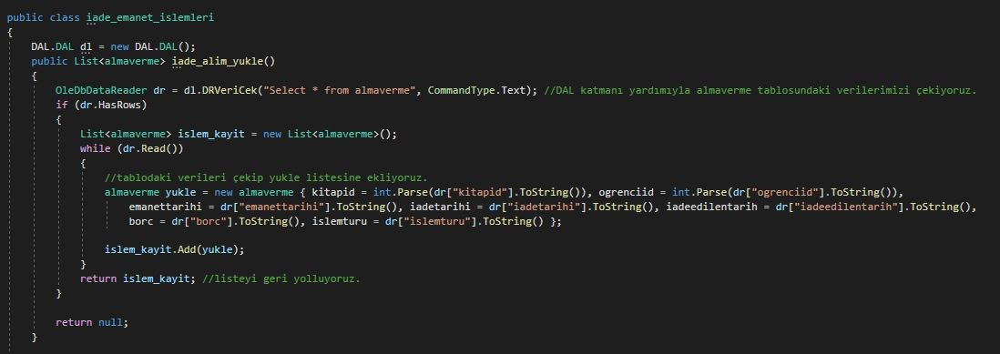 public class iade_emanet_islemleri
{
DAL.DAL dl = new DAL.DAL();
public List<almaverme> iade_alim_yukle()
{
OleDbDataReader dr = dl.DRVeriCek("Select * from almaverme", CommandType.Text); //DAL katmanı yardımıyla almaverme tablosundaki verilerimizi çekiyoruz.
if (dr.HasRows)
{
List<almaverme> islem_kayit = new List<almaverme>();
while (dr.Read())
{
//tablodaki verileri çekip yukle listesine ekliyoruz.
almaverme yukle = new almaverme { kitapid = int.Parse(dr["kitapid"].ToString()), ogrenciid = int.Parse(dr["ogrenciid"].ToString()),
emanettarihi = dr["emanettarihi"].ToString(), iadetarihi = dr["iadetarihi"].ToString(), iadeedilentarih = dr["iadeedilentarih"].ToString(),
borc = dr["borc"].ToString(), islemturu = dr["islemturu"].ToString() };
islem_kayit.Add(yukle);
}
return islem_kayit; //listeyi geri yolluyoruz.
}
return null;
}